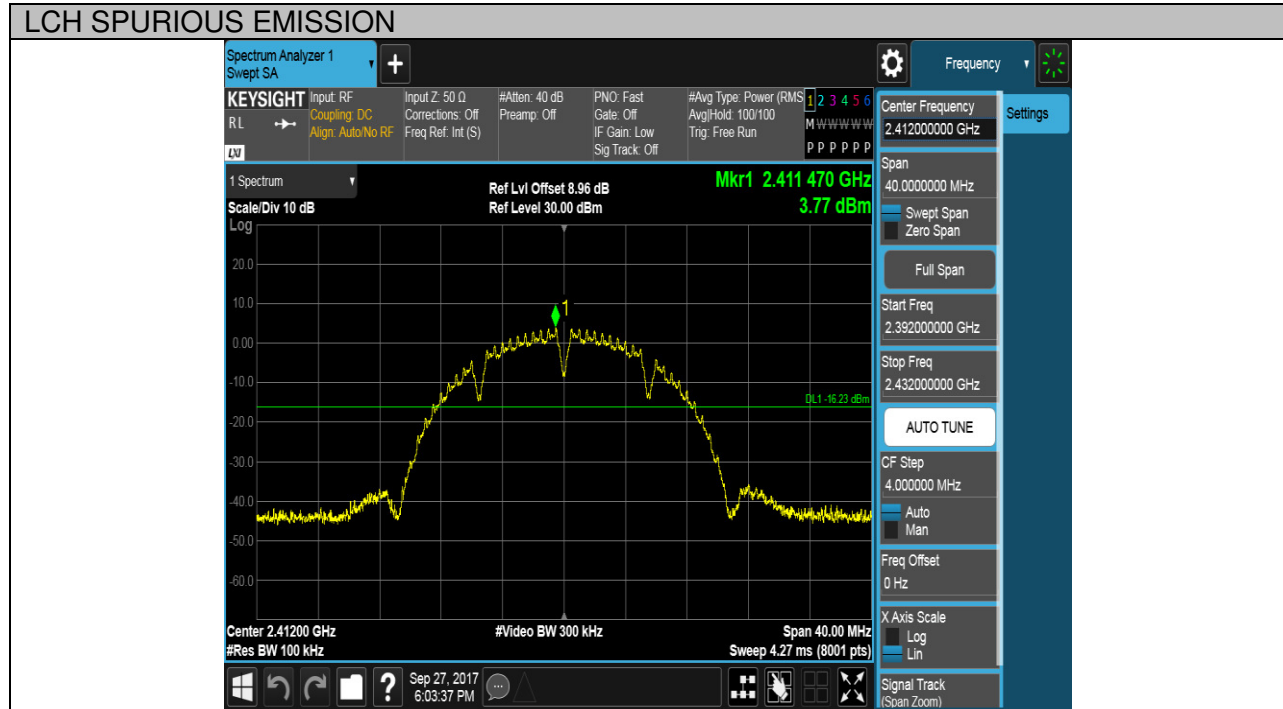 LCH SPURIOUS EMISSION
Spectrum Analyzer 1
Swept SA
+
Frequency
KEYSIGHT
RL
LXI
Input: RF
Coupling: DC
Align: Auto/No RF
Input Z: 50 Ω
Corrections: Off
Freq Ref: Int (S)
#Atten: 40 dB
Preamp: Off
PNO: Fast
Gate: Off
IF Gain: Low
Sig Track: Off
#Avg Type: Power (RMS
Avg|Hold: 100/100
Trig: Free Run
1 2 3 4 5 6
M W W W W W
P P P P P P
1 Spectrum
Scale/Div 10 dB
Ref Lvl Offset 8.96 dB
Ref Level 30.00 dBm
Mkr1 2.411 470 GHz
3.77 dBm
Log
20.0
10.0
0.00
-10.0
-20.0
-30.0
-40.0
-50.0
-60.0
1
DL1 -16.23 dBm
Center 2.41200 GHz
#Res BW 100 kHz
#Video BW 300 kHz
Span 40.00 MHz
Sweep 4.27 ms (8001 pts)
?
Sep 27, 2017
6:03:37 PM
Center Frequency
2.412000000 GHz
Span
40.0000000 MHz
Swept Span
Zero Span
Full Span
Start Freq
2.392000000 GHz
Stop Freq
2.432000000 GHz
AUTO TUNE
CF Step
4.000000 MHz
Auto
Man
Freq Offset
0 Hz
X Axis Scale
Log
Lin
Signal Track
(Span Zoom)
Settings